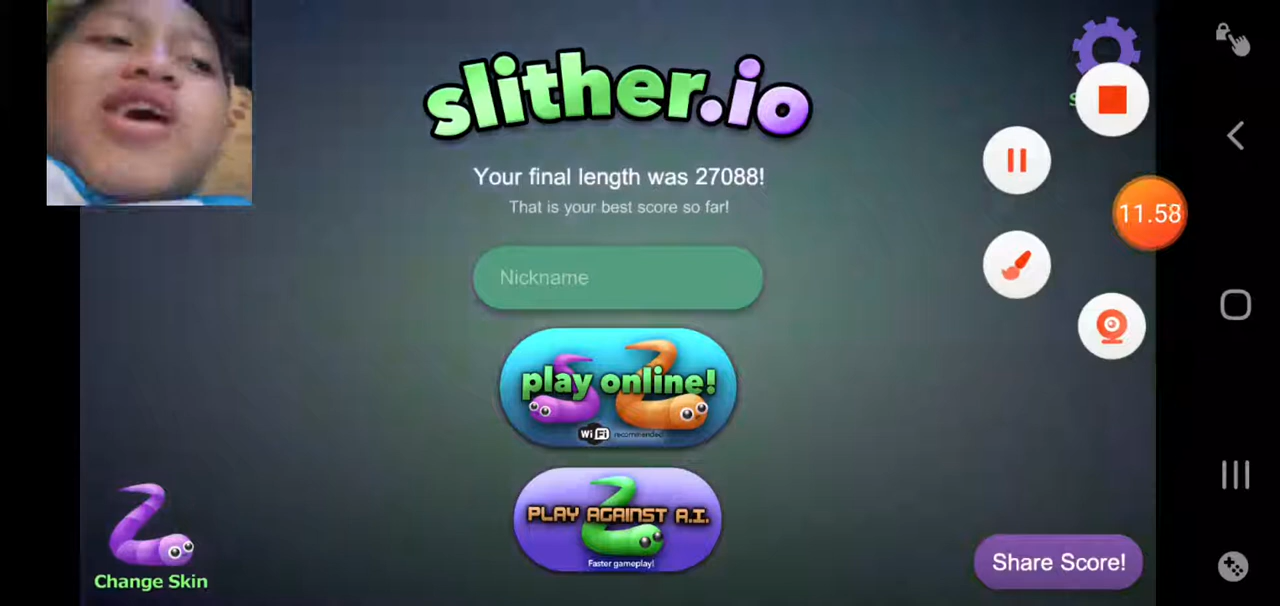 slither.io
Your final length was 27088!
That is your best score so far!
11.58
Nickname
play online!
WiFi recommended
PLAY AGAINST A.I.
Faster gameplay!
Change Skin
Share Score!